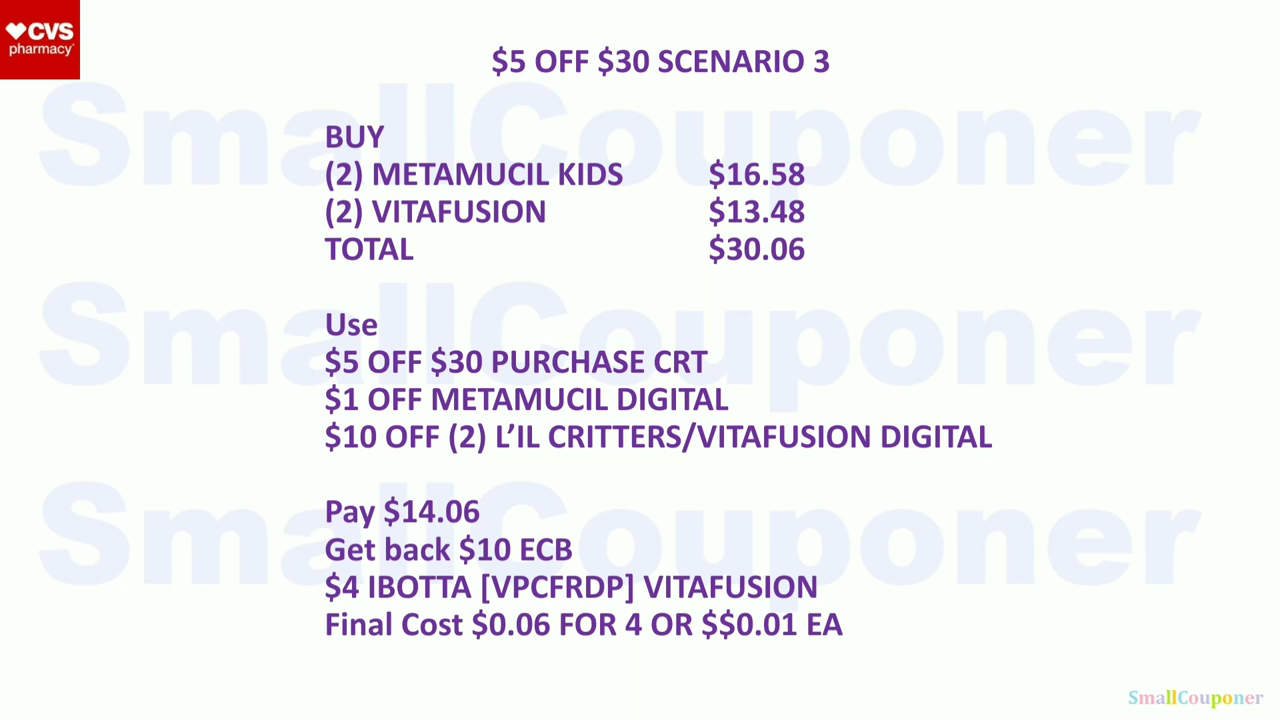 CVS
pharmacy
$5 OFF $30 SCENARIO 3
BUY
(2) METAMUCIL KIDS $16.58
(2) VITAFUSION $13.48
TOTAL $30.06
Use
$5 OFF $30 PURCHASE CRT
$1 OFF METAMUCIL DIGITAL
$10 OFF (2) L’IL CRITTERS/VITAFUSION DIGITAL
Pay $14.06
Get back $10 ECB
$4 IBOTTA [VPCFRDP] VITAFUSION
Final Cost $0.06 FOR 4 OR $$0.01 EA
SmallCouponer
SmallCouponer
SmallCouponer
SmallCouponer